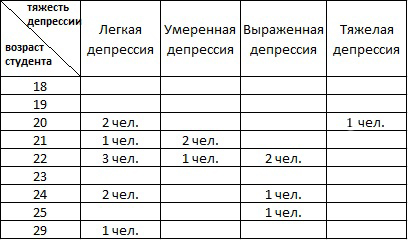 тяжесть
депрессии
возраст
студента
Легкая
депрессия
Умеренная
депрессия
Выраженная
депрессия
Тяжелая
депрессия
18
19
20 2 чел. 1 чел.
21 1 чел. 2 чел.
22 3 чел. 1 чел. 2 чел.
23
24 2 чел. 1 чел.
25 1 чел.
29 1 чел.